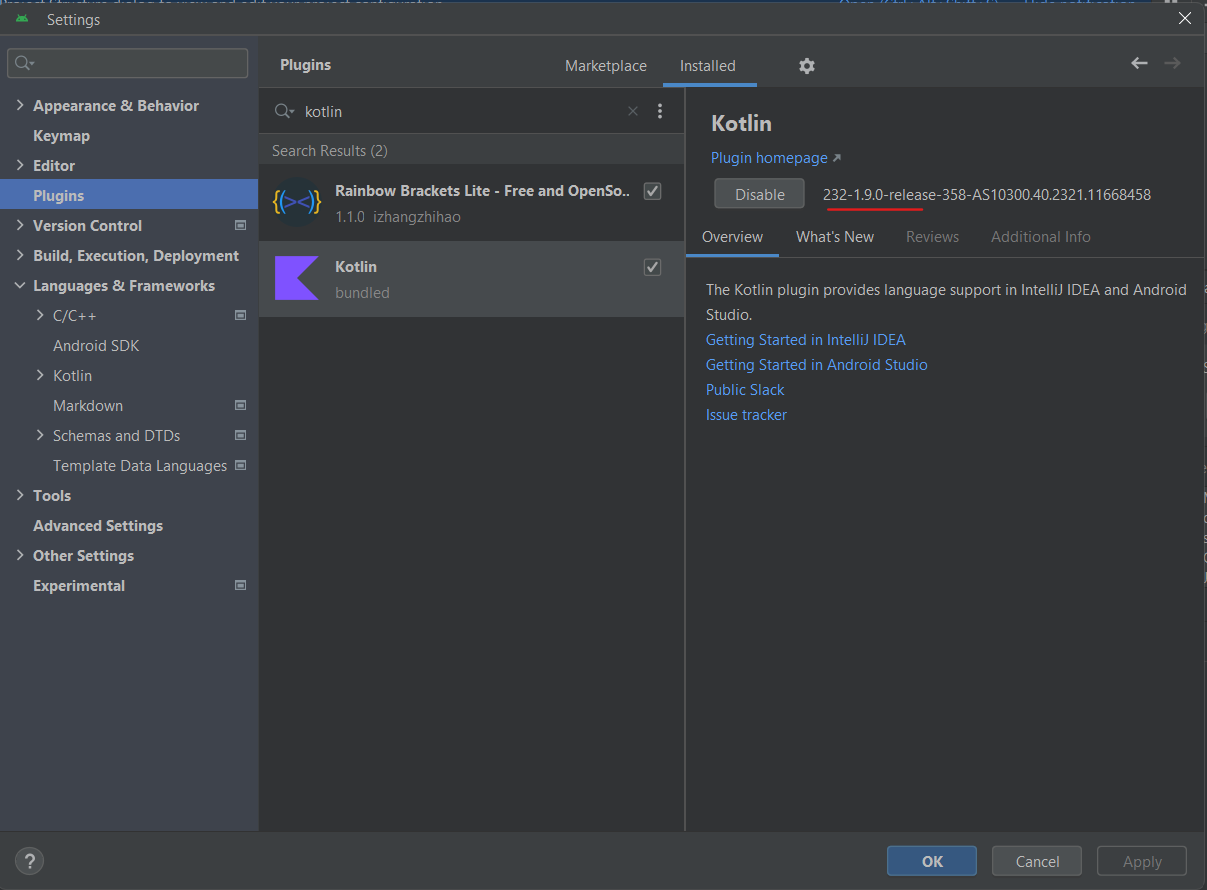 Settings
Appearance & Behavior
Keymap
Editor
Plugins
Version Control
Build, Execution, Deployment
Languages & Frameworks
C/C++
Android SDK
Kotlin
Markdown
Schemas and DTDs
Template Data Languages
Tools
Advanced Settings
Other Settings
Experimental
Plugins
Marketplace
Installed
kotlin
Search Results (2)
Rainbow Brackets Lite - Free and OpenSo..
1.1.0 izhangzhihao
Kotlin
bundled
Kotlin
Plugin homepage ↗
Disable
232-1.9.0-release-358-AS10300.40.2321.11668458
Overview
What's New
Reviews
Additional Info
The Kotlin plugin provides language support in IntelliJ IDEA and Android
Studio.
Getting Started in IntelliJ IDEA
Getting Started in Android Studio
Public Slack
Issue tracker
?
OK
Cancel
Apply